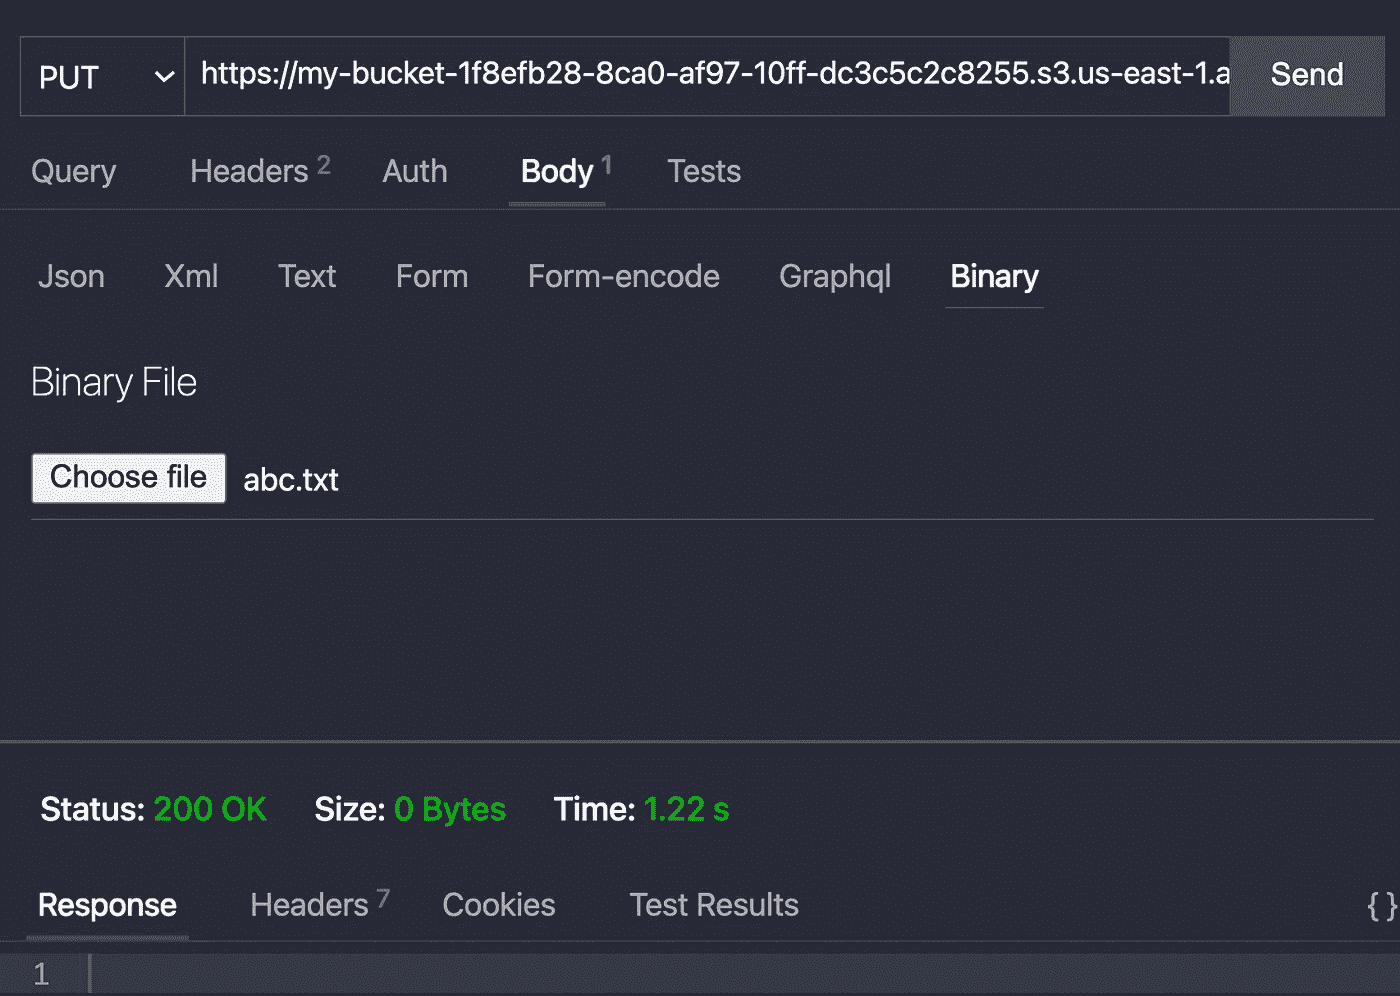 PUT https://my-bucket-1f8efb28-8ca0-af97-10ff-dc3c5c2c8255.s3.us-east-1.a Send
Query Headers 2 Auth Body 1 Tests
Json Xml Text Form Form-encode Graphql Binary
Binary File
Choose file abc.txt
Status: 200 OK Size: 0 Bytes Time: 1.22 s
Response Headers 7 Cookies Test Results { }
1